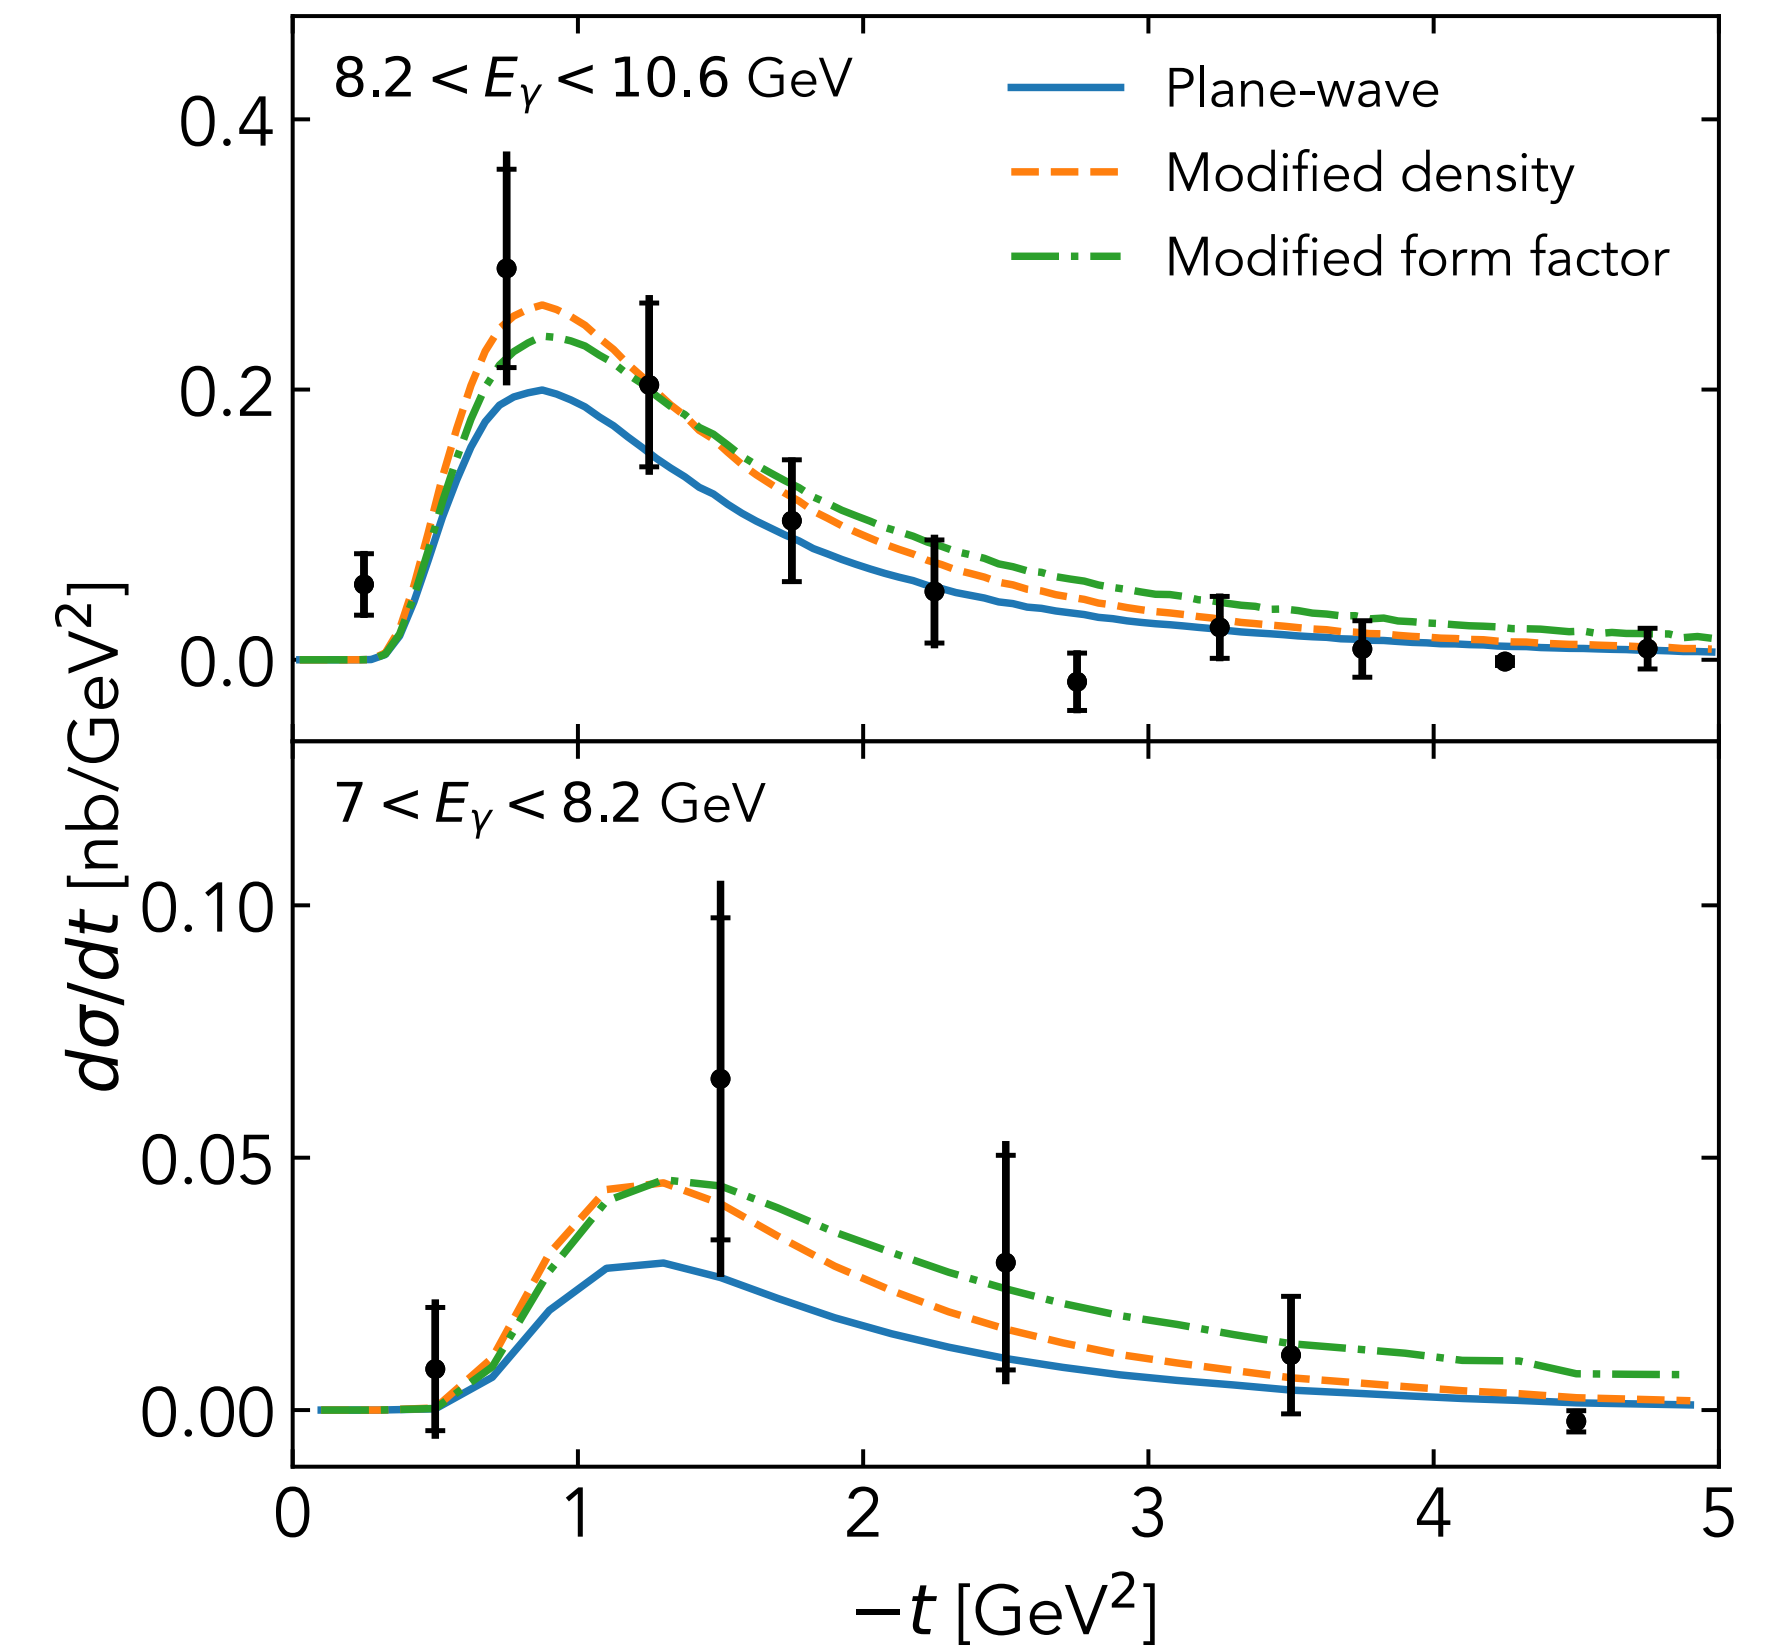 8.2 < Eγ < 10.6 GeV
Plane-wave
Modified density
Modified form factor
0.4
0.2
0.0
dσ/dt [nb/GeV²]
7 < Eγ < 8.2 GeV
0.10
0.05
0.00
0 1 2 3 4 5
−t [GeV²]